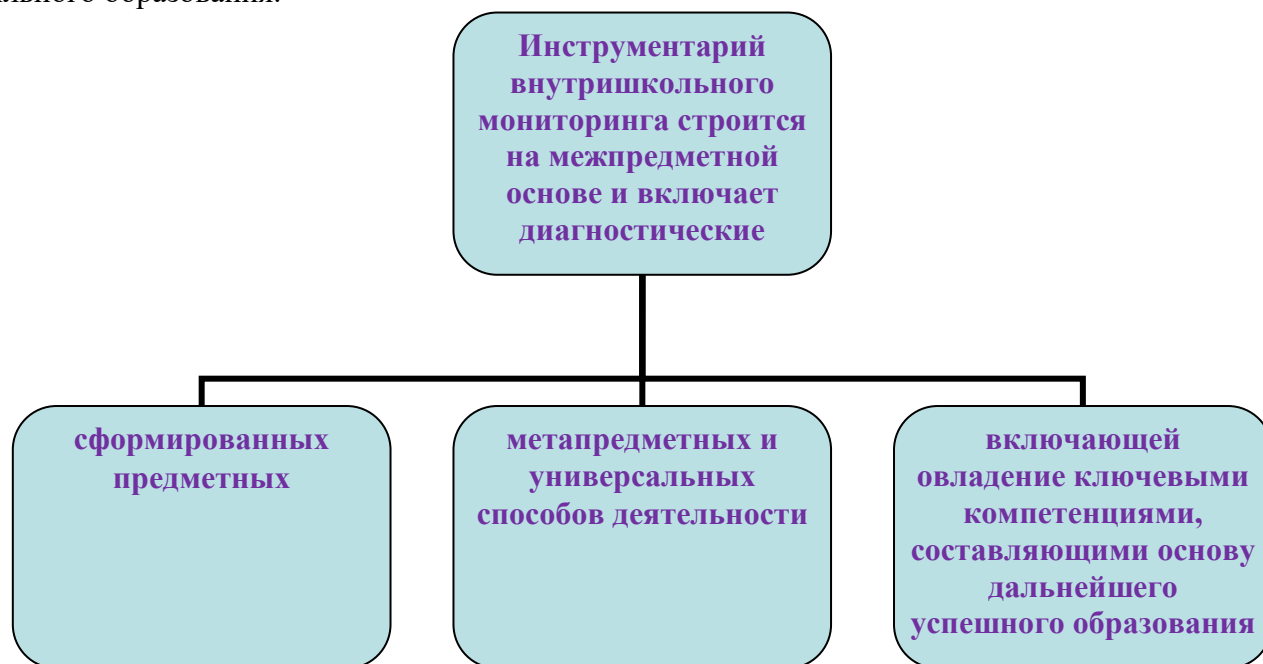 образования.
Инструментарий
внутришкольного
мониторинга строится
на межпредметной
основе и включает
диагностические
сформированных
предметных
метапредметных и
универсальных
способов деятельности
включающей
овладение ключевыми
компетенциями,
составляющими основу
дальнейшего
успешного образования